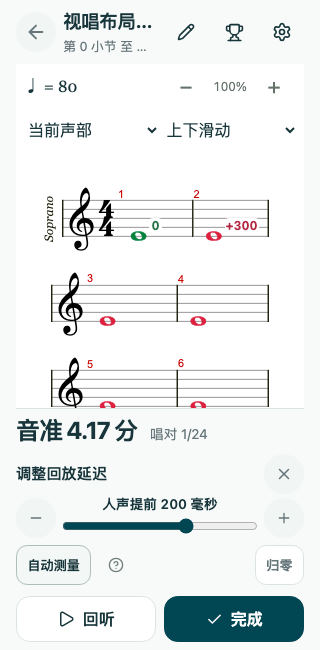 视唱布局...
第 0 小节 至 ...
♩ = 80
100%
当前声部
上下滑动
Soprano
1
2
4
4
0
+300
3
4
5
6
音准 4.17 分
唱对 1/24
调整回放延迟
人声提前 200 毫秒
自动测量
归零
回听
完成